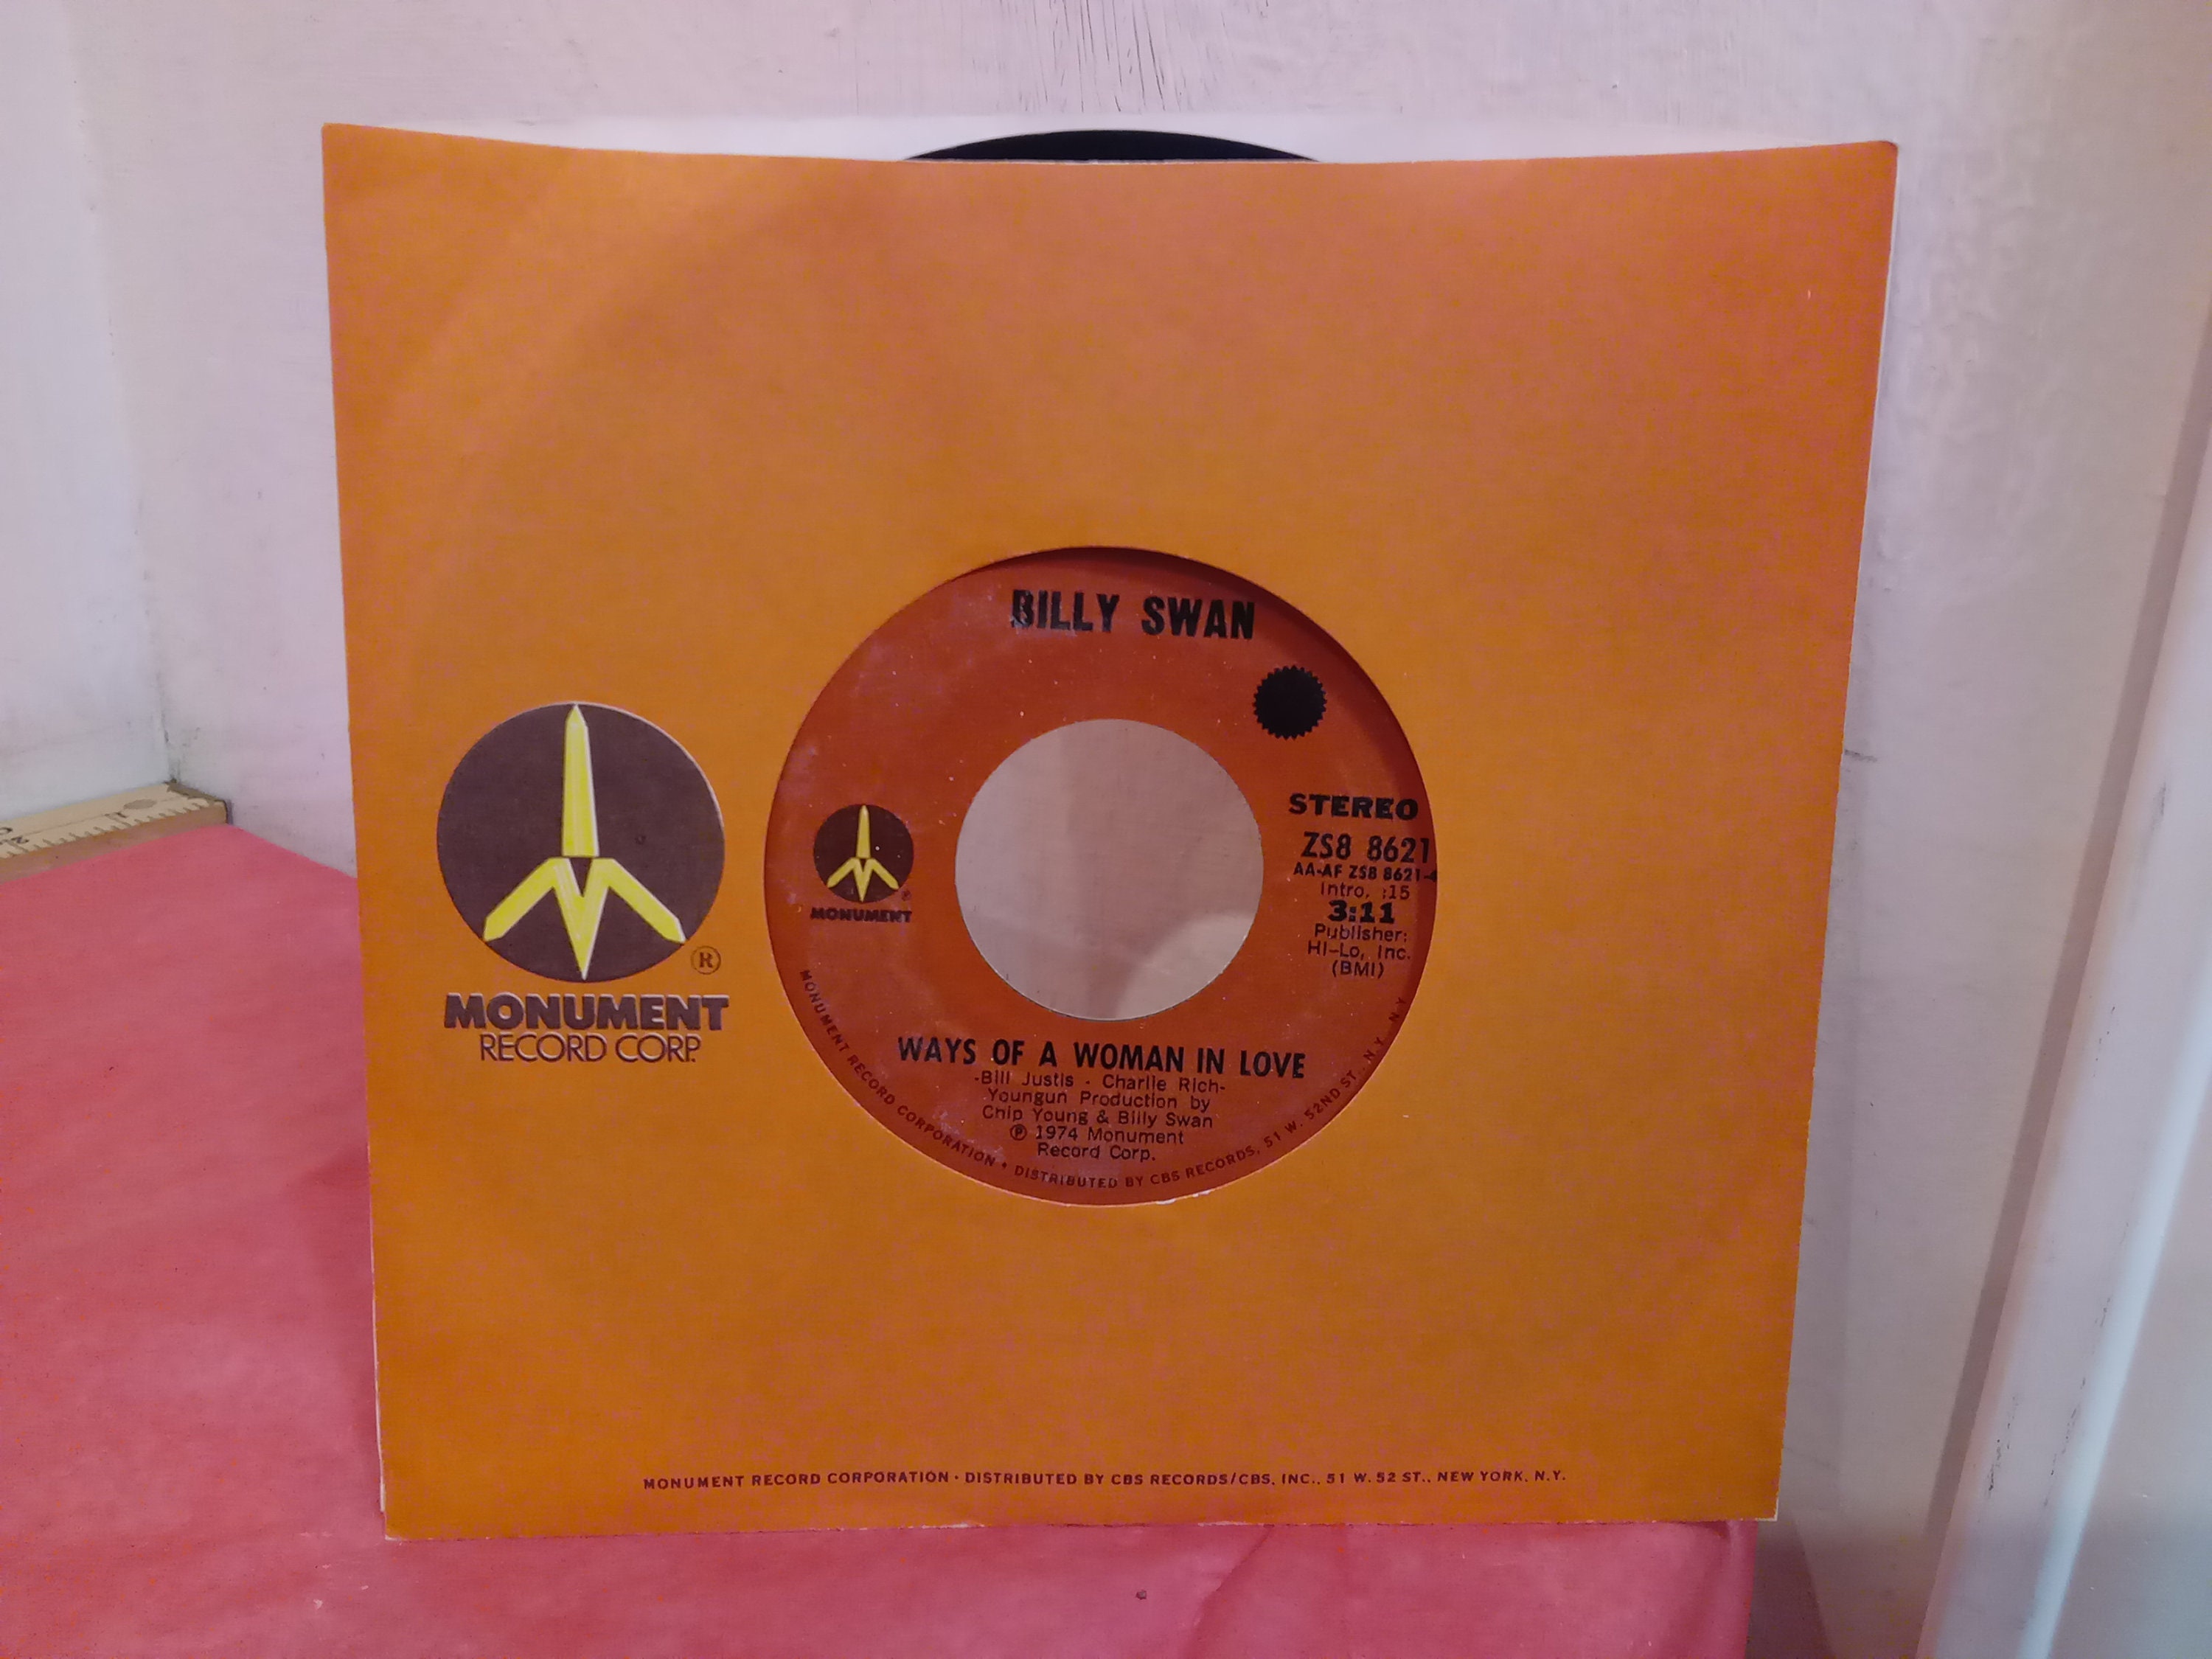 BILLY SWAN
STEREO
ZS8 8621
AA-AF ZS8 8621-
Intro, :15
3:11
Publisher:
Hi-Lo, Inc.
(BMI)
®
MONUMENT
®
MONUMENT
RECORD CORP.
WAYS OF A WOMAN IN LOVE
-Bill Justis - Charlie Rich-
Youngun Production by
Chip Young & Billy Swan
℗ 1974 Monument
Record Corp.
MONUMENT RECORD CORPORATION • DISTRIBUTED BY CBS RECORDS, 51 W. 52ND ST., N.Y. N.Y.
MONUMENT RECORD CORPORATION • DISTRIBUTED BY CBS RECORDS/CBS, INC., 51 W. 52 ST., NEW YORK, N.Y.